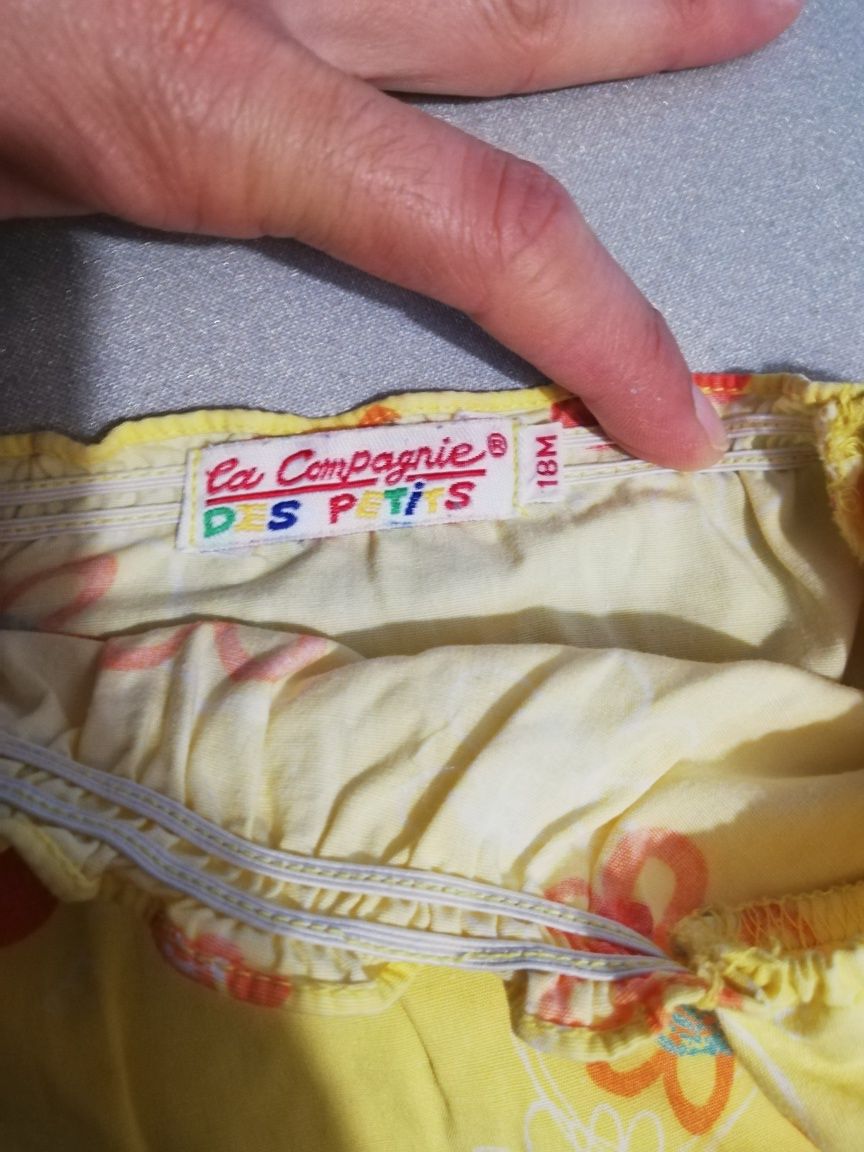 La Compagnie®
DES PETITS
18M